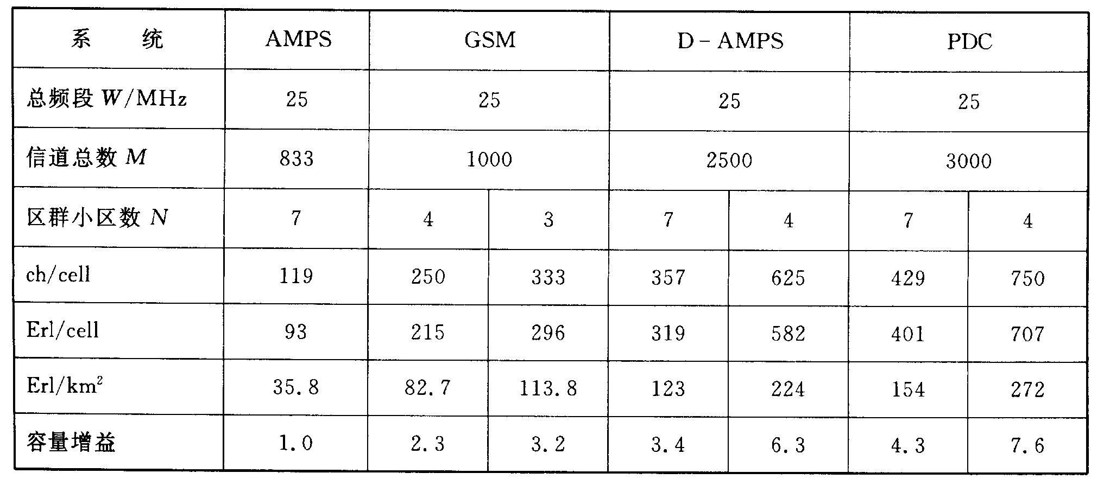 系 统 AMPS GSM D-AMPS PDC
总频段 W/MHz 25 25 25 25
信道总数 M 833 1000 2500 3000
区群小区数 N 7 4 3 7 4 7 4
ch/cell 119 250 333 357 625 429 750
Erl/cell 93 215 296 319 582 401 707
Erl/km² 35.8 82.7 113.8 123 224 154 272
容量增益 1.0 2.3 3.2 3.4 6.3 4.3 7.6